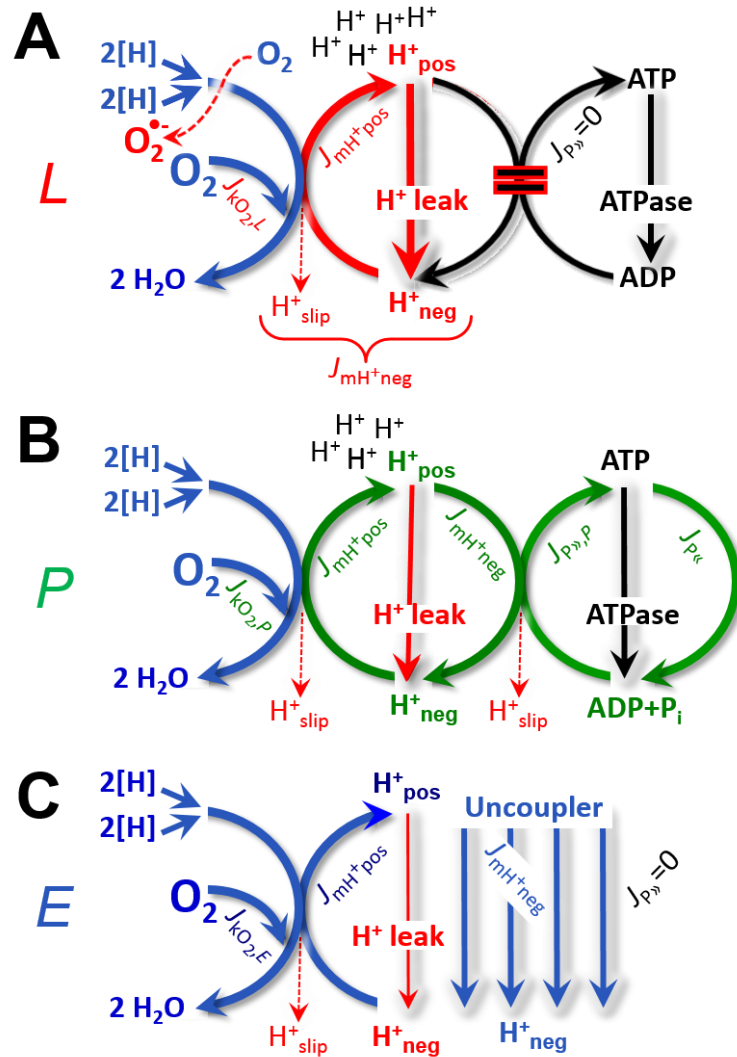 A
L
2[H]
2[H]
O₂
O₂•-
O₂
JkO₂,L
2 H₂O
H⁺ H⁺ H⁺
H⁺ H⁺
H⁺pos
JmH⁺pos
H⁺ leak
H⁺slip
H⁺neg
JmH⁺neg
JP»=0
ATP
ATPase
ADP
B
P
2[H]
2[H]
O₂
JkO₂,P
2 H₂O
H⁺ H⁺
H⁺ H⁺
H⁺pos
JmH⁺pos
JmH⁺neg
H⁺ leak
H⁺slip
H⁺neg
H⁺slip
JP»,P
ATP
JP«
ATPase
ADP+Pi
C
E
2[H]
2[H]
O₂
JkO₂,E
2 H₂O
H⁺pos
JmH⁺pos
H⁺ leak
H⁺slip
H⁺neg
Uncoupler
JmH⁺neg
JP»=0
H⁺neg